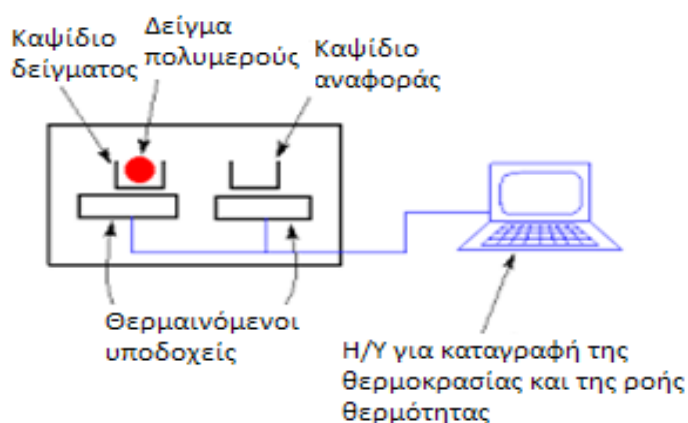 Καψίδιο
δείγματος
Δείγμα
πολυμερούς
Καψίδιο
αναφοράς
Θερμαινόμενοι
υποδοχείς
Η/Υ για καταγραφή της
θερμοκρασίας και της ροής
θερμότητας